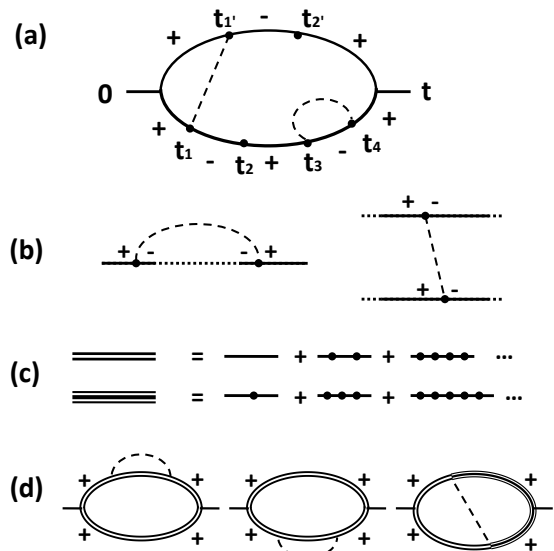 (a)
+ t1' - t2' +
0 t
+ t1 - t2 + t3 - t4 +
(b)
+ - - + + -
+ -
(c)
= + + ...
= + + ...
(d)
+ + + + + +
+ + + + + +